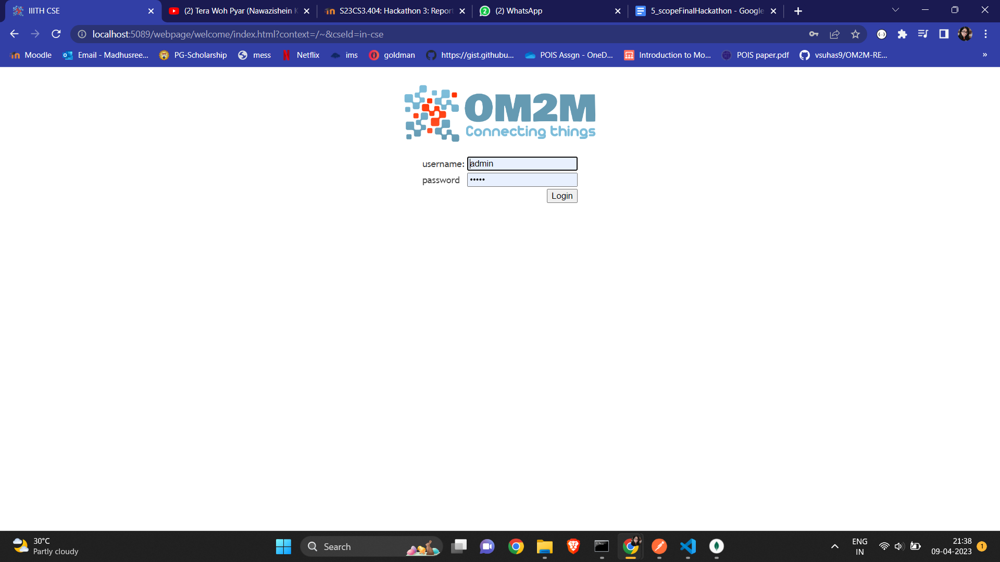 IIITH CSE
(2) Tera Woh Pyar (Nawazishein K
S23CS3.404: Hackathon 3: Report
2
(2) WhatsApp
5_scopeFinalHackathon - Google
localhost:5089/webpage/welcome/index.html?context=/~&cseId=in-cse
Moodle
Email - Madhusree...
PG-Scholarship
mess
Netflix
ims
goldman
https://gist.githubu...
POIS Assgn - OneD...
Introduction to Mo...
POIS paper.pdf
vsuhas9/OM2M-RE...
»
OM2M
Connecting things
username: admin
password •••••
Login
30°C
Partly cloudy
Search
ENG
IN
21:38
09-04-2023
1